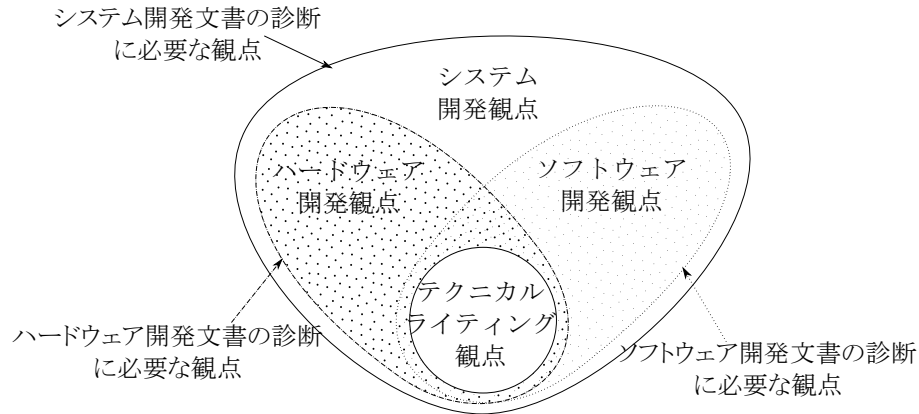 システム開発文書の診断
に必要な観点
システム
開発観点
ハードウェア
開発観点
ソフトウェア
開発観点
テクニカル
ライティング
観点
ハードウェア開発文書の診断
に必要な観点
ソフトウェア開発文書の診断
に必要な観点